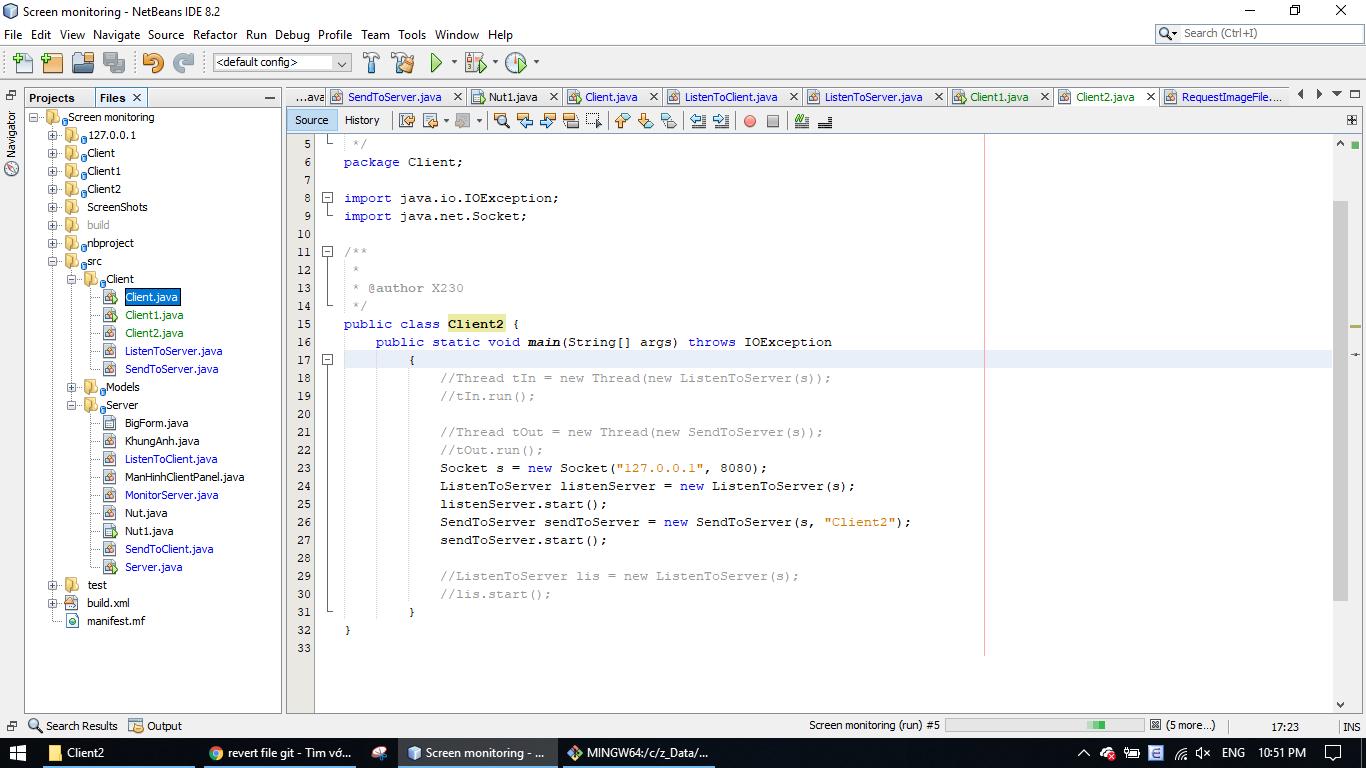 Screen monitoring - NetBeans IDE 8.2
File Edit View Navigate Source Refactor Run Debug Profile Team Tools Window Help
Search (Ctrl+I)
<default config>
Projects Files
...ava SendToServer.java Nut1.java Client.java ListenToClient.java ListenToServer.java Client1.java Client2.java RequestImageFile....
Navigator
Source History
Screen monitoring
127.0.0.1
Client
Client1
Client2
ScreenShots
build
nbproject
src
Client
Client.java
Client1.java
Client2.java
ListenToServer.java
SendToServer.java
Models
Server
BigForm.java
KhungAnh.java
ListenToClient.java
ManHinhClientPanel.java
MonitorServer.java
Nut.java
Nut1.java
SendToClient.java
Server.java
test
build.xml
manifest.mf
5 */
6 package Client;
7
8 import java.io.IOException;
9 import java.net.Socket;
10
11 /**
12 *
13 * @author X230
14 */
15 public class Client2 {
16 public static void main(String[] args) throws IOException
17 {
18 //Thread tIn = new Thread(new ListenToServer(s));
19 //tIn.run();
20
21 //Thread tOut = new Thread(new SendToServer(s));
22 //tOut.run();
23 Socket s = new Socket("127.0.0.1", 8080);
24 ListenToServer listenServer = new ListenToServer(s);
25 listenServer.start();
26 SendToServer sendToServer = new SendToServer(s, "Client2");
27 sendToServer.start();
28
29 //ListenToServer lis = new ListenToServer(s);
30 //lis.start();
31 }
32 }
33
Search Results Output
Screen monitoring (run) #5 (5 more...) 17:23 INS
Client2 revert file git - Tìm vớ... Screen monitoring - ... MINGW64:/c/z_Data/... ENG 10:51 PM